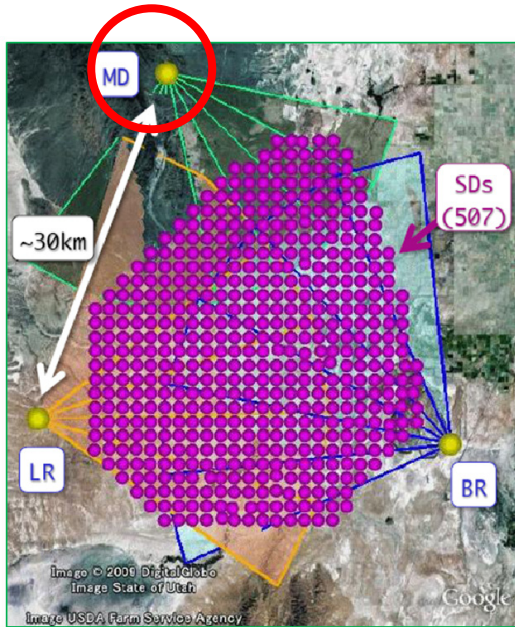 MD
SDs
(507)
~30km
LR
BR
Image © 2009 DigitalGlobe
Image State of Utah
Image USDA Farm Service Agency
Google